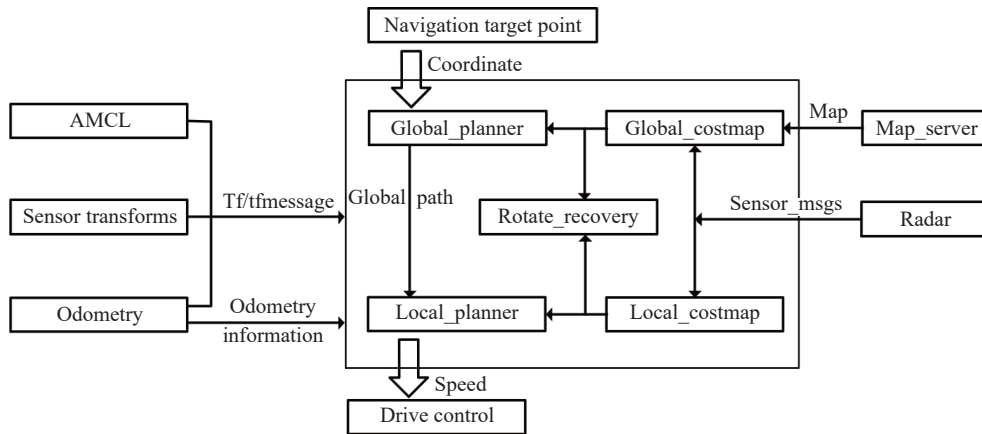 Navigation target point
Coordinate
AMCL
Global_planner
Global_costmap
Map
Map_server
Sensor transforms
Tf/tfmessage
Global path
Rotate_recovery
Sensor_msgs
Radar
Odometry
Odometry
information
Local_planner
Local_costmap
Speed
Drive control